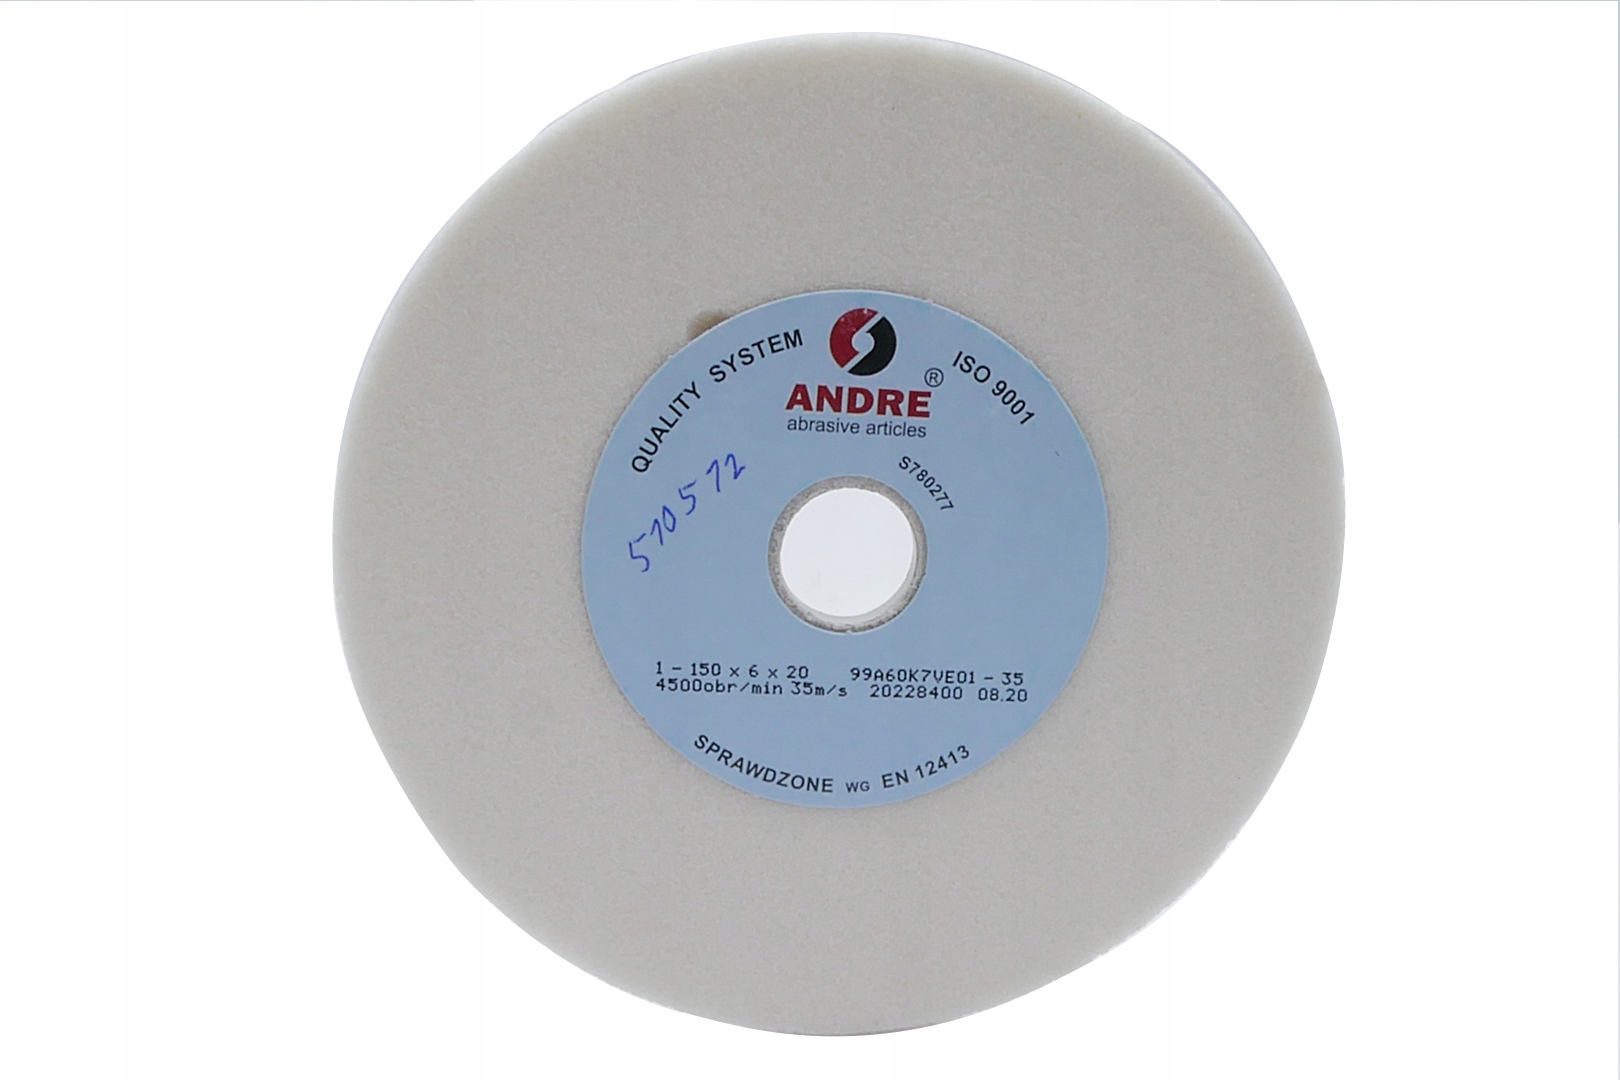 QUALITY SYSTEM
ISO 9001
ANDRE®
abrasive articles
S780277
510572
1 - 150 x 6 x 20 99A60K7VE01 - 35
4500obr/min 35m/s 20228400 08.20
SPRAWDZONE WG EN 12413